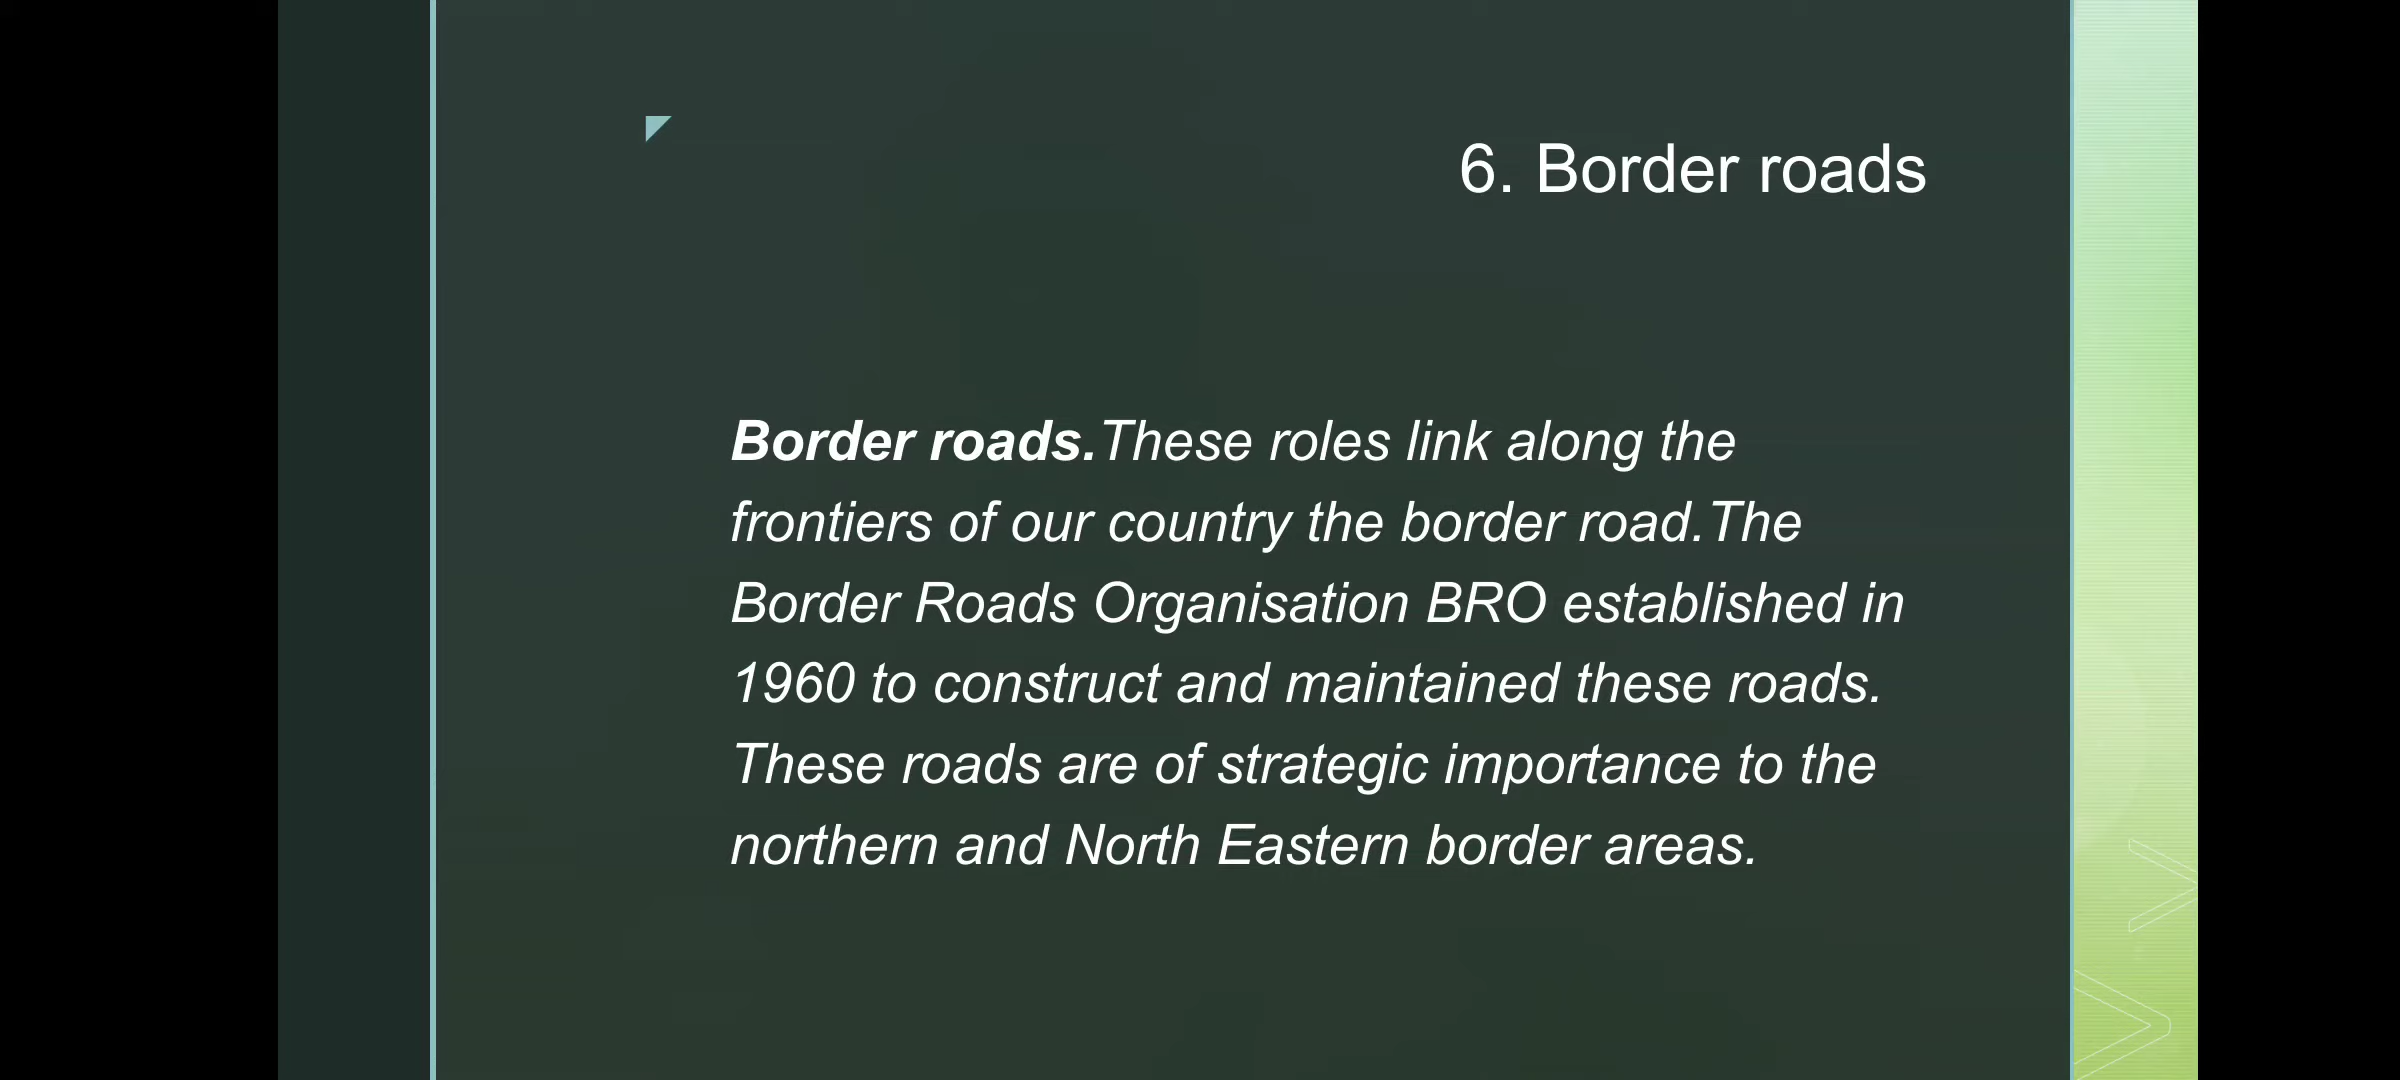 6. Border roads
Border roads.These roles link along the
frontiers of our country the border road.The
Border Roads Organisation BRO established in
1960 to construct and maintained these roads.
These roads are of strategic importance to the
northern and North Eastern border areas.